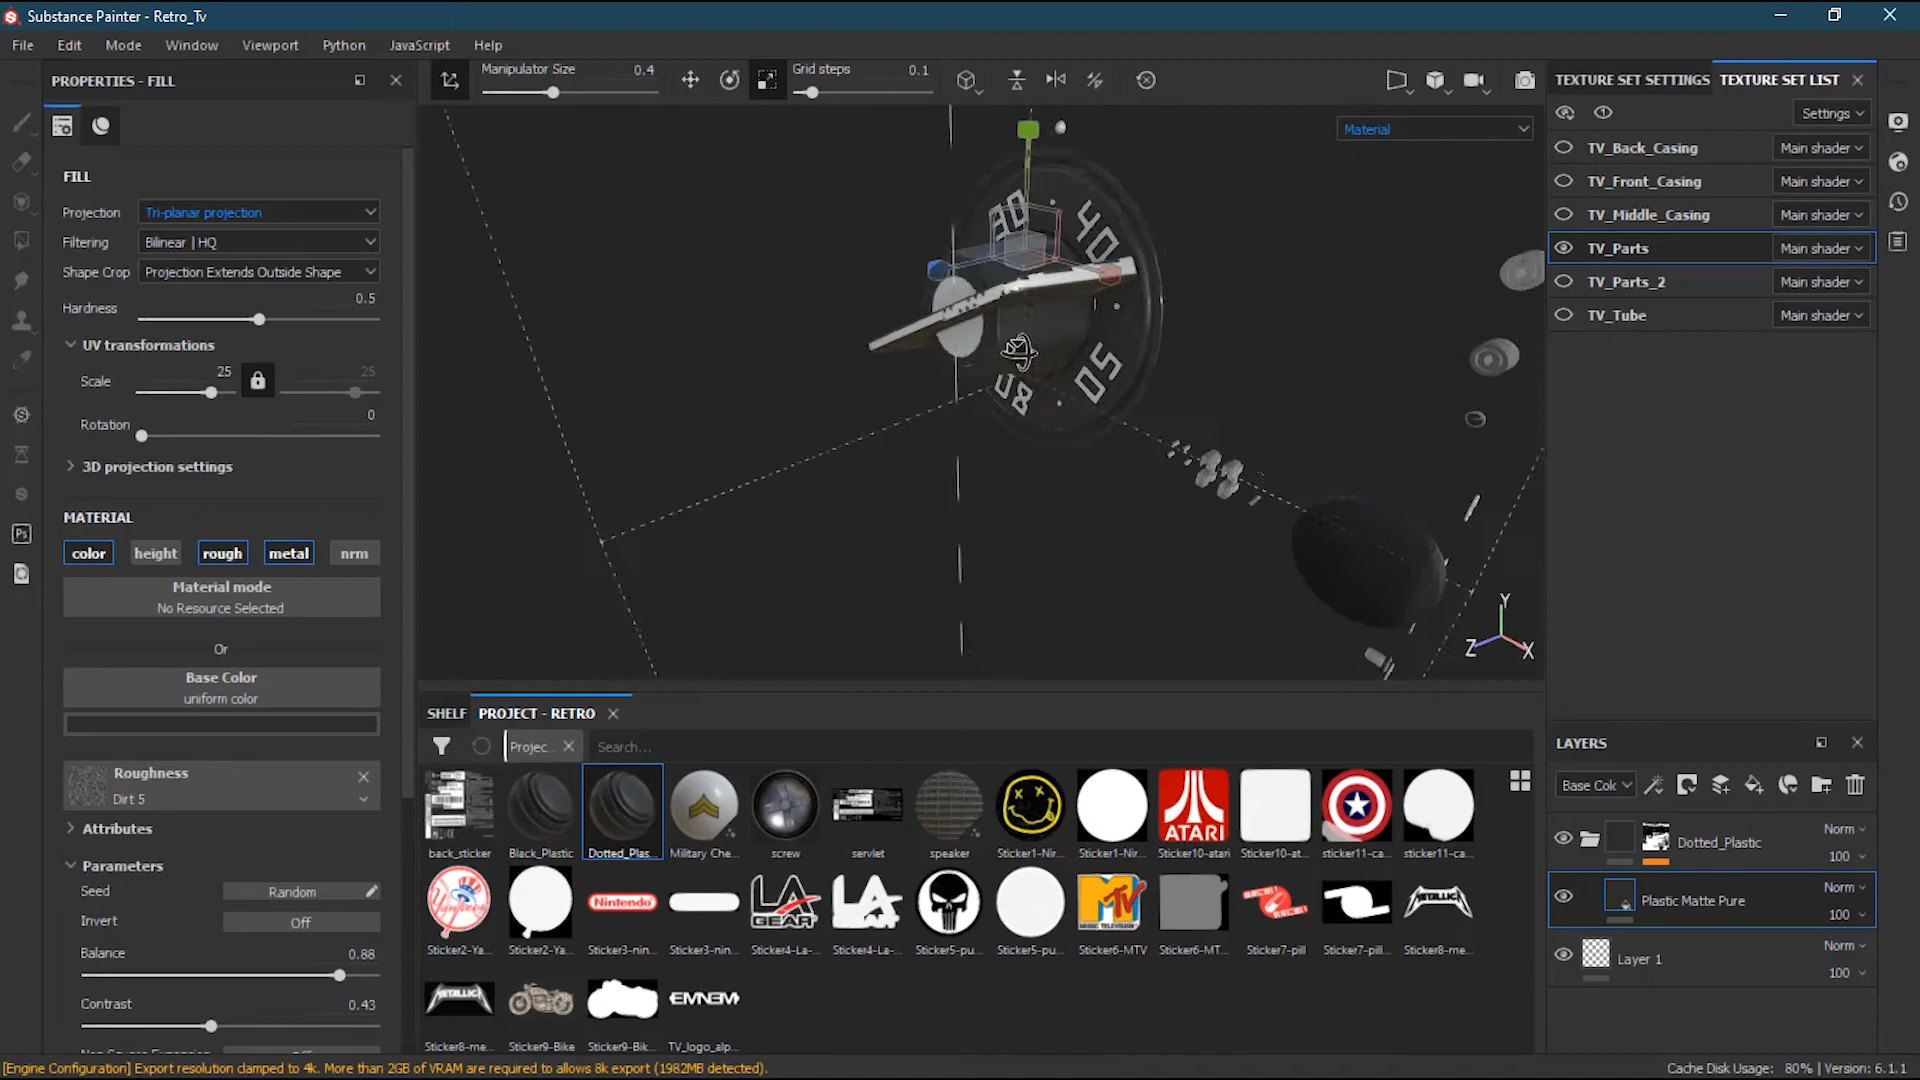 Substance Painter - Retro_Tv
File Edit Mode Window Viewport Python JavaScript Help
PROPERTIES - FILL
Manipulator Size 0.4
Grid steps 0.1
TEXTURE SET SETTINGS TEXTURE SET LIST
Settings
Material
FILL
Projection Tri-planar projection
Filtering Bilinear | HQ
Shape Crop Projection Extends Outside Shape
Hardness 0.5
UV transformations
Scale 25 25
Rotation 0
3D projection settings
MATERIAL
color height rough metal nrm
Material mode
No Resource Selected
Or
Base Color
uniform color
Roughness
Dirt 5
Attributes
Parameters
Seed Random
Invert Off
Balance 0.88
Contrast 0.43
30 40 50 08
Y
Z X
TV_Back_Casing Main shader
TV_Front_Casing Main shader
TV_Middle_Casing Main shader
TV_Parts Main shader
TV_Parts_2 Main shader
TV_Tube Main shader
SHELF PROJECT - RETRO
Projec... Search...
back_sticker Black_Plastic Dotted_Plas... Military Che... screw servlet speaker Sticker1-Nir... Sticker1-Nir... Sticker10-atari Sticker10-at... sticker11-ca... sticker11-ca...
ATARI
Sticker2-Ya... Sticker2-Ya... Sticker3-nin... Sticker3-nin... Sticker4-La-... Sticker4-La-... Sticker5-pu... Sticker5-pu... Sticker6-MTV Sticker6-MT... Sticker7-pill Sticker7-pill... Sticker8-me...
Yankees
Nintendo
LA GEAR
LA
MTV
MUSIC TELEVISION
METALLICA
METALLICA
EMINEM
Sticker8-me... Sticker9-Bike Sticker9-Bik... TV_logo_alp...
LAYERS
Base Col
Dotted_Plastic Norm 100
Plastic Matte Pure Norm 100
Layer 1 Norm 100
Ps
[Engine Configuration] Export resolution clamped to 4k. More than 2GB of VRAM are required to allows 8k export (1982MB detected).
Cache Disk Usage: 80% | Version: 6.1.1